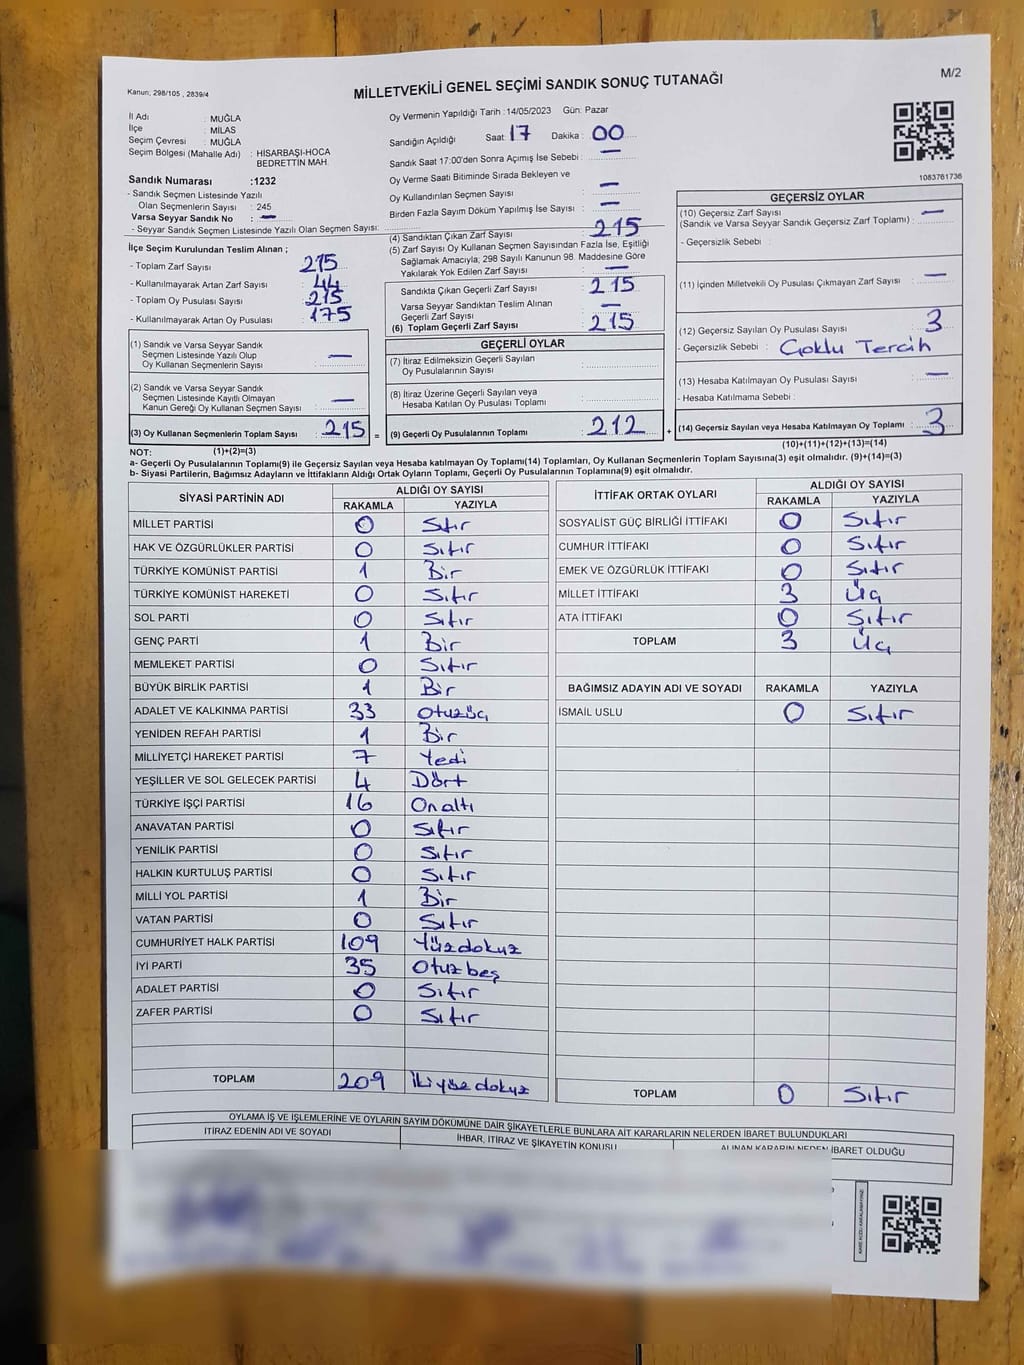 M/2
Kanun; 298/105 , 2839/4
MİLLETVEKİLİ GENEL SEÇİMİ SANDIK SONUÇ TUTANAĞI
İl Adı : MUĞLA
İlçe : MİLAS
Seçim Çevresi : MUĞLA
Seçim Bölgesi (Mahalle Adı) : HİSARBAŞI-HOCA BEDRETTİN MAH.
Sandık Numarası :1232
- Sandık Seçmen Listesinde Yazılı
Olan Seçmenlerin Sayısı : 245
Varsa Seyyar Sandık No : —
- Seyyar Sandık Seçmen Listesinde Yazılı Olan Seçmen Sayısı:
Oy Vermenin Yapıldığı Tarih :14/05/2023 Gün: Pazar
Sandığın Açıldığı Saat : 17 Dakika : 00
Sandık Saat 17:00'den Sonra Açımış İse Sebebi : —
Oy Verme Saati Bitiminde Sırada Bekleyen ve
Oy Kullandırılan Seçmen Sayısı : —
Birden Fazla Sayım Döküm Yapılmış İse Sayısı : —
1083761736
İlçe Seçim Kurulundan Teslim Alınan ;
- Toplam Zarf Sayısı : 215
- Kullanılmayarak Artan Zarf Sayısı : 44
- Toplam Oy Pusulası Sayısı : 215
- Kullanılmayarak Artan Oy Pusulası : 175
(1) Sandık ve Varsa Seyyar Sandık
Seçmen Listesinde Yazılı Olup
Oy Kullanan Seçmenlerin Sayısı : —
(2) Sandık ve Varsa Seyyar Sandık
Seçmen Listesinde Kayıtlı Olmayan
Kanun Gereği Oy Kullanan Seçmen Sayısı : —
(3) Oy Kullanan Seçmenlerin Toplam Sayısı : 215 =
(4) Sandıktan Çıkan Zarf Sayısı : 215
(5) Zarf Sayısı Oy Kullanan Seçmen Sayısından Fazla İse, Eşitliği
Sağlamak Amacıyla; 298 Sayılı Kanunun 98. Maddesine Göre
Yakılarak Yok Edilen Zarf Sayısı : —
Sandıkta Çıkan Geçerli Zarf Sayısı : 215
Varsa Seyyar Sandıktan Teslim Alınan
Geçerli Zarf Sayısı : —
(6) Toplam Geçerli Zarf Sayısı : 215
GEÇERLİ OYLAR
(7) İtiraz Edilmeksizin Geçerli Sayılan
Oy Pusulalarının Sayısı :
(8) İtiraz Üzerine Geçerli Sayılan veya
Hesaba Katılan Oy Pusulası Toplamı :
(9) Geçerli Oy Pusulalarının Toplamı : 212 +
GEÇERSİZ OYLAR
(10) Geçersiz Zarf Sayısı
(Sandık ve Varsa Seyyar Sandık Geçersiz Zarf Toplamı) : —
- Geçersizlik Sebebi :
(11) İçinden Milletvekili Oy Pusulası Çıkmayan Zarf Sayısı : —
(12) Geçersiz Sayılan Oy Pusulası Sayısı : 3
- Geçersizlik Sebebi : Çoklu Tercih
(13) Hesaba Katılmayan Oy Pusulası Sayısı : —
- Hesaba Katılmama Sebebi :
(14) Geçersiz Sayılan veya Hesaba Katılmayan Oy Toplamı : 3
NOT: (1)+(2)=(3) (10)+(11)+(12)+(13)=(14)
a- Geçerli Oy Pusulalarının Toplamı(9) ile Geçersiz Sayılan veya Hesaba katılmayan Oy Toplamı(14) Toplamları, Oy Kullanan Seçmenlerin Toplam Sayısına(3) eşit olmalıdır. (9)+(14)=(3)
b- Siyasi Partilerin, Bağımsız Adayların ve İttifakların Aldığı Ortak Oyların Toplamı, Geçerli Oy Pusulalarının Toplamına(9) eşit olmalıdır.
SİYASİ PARTİNİN ADI ALDIĞI OY SAYISI
RAKAMLA YAZIYLA
MİLLET PARTİSİ 0 Sıtır
HAK VE ÖZGÜRLÜKLER PARTİSİ 0 Sıtır
TÜRKİYE KOMÜNİST PARTİSİ 1 Bir
TÜRKİYE KOMÜNİST HAREKETİ 0 Sıtır
SOL PARTİ 0 Sıtır
GENÇ PARTİ 1 Bir
MEMLEKET PARTİSİ 0 Sıtır
BÜYÜK BİRLİK PARTİSİ 1 Bir
ADALET VE KALKINMA PARTİSİ 33 Otuzüç
YENİDEN REFAH PARTİSİ 1 Bir
MİLLİYETÇİ HAREKET PARTİSİ 7 Yedi
YEŞİLLER VE SOL GELECEK PARTİSİ 4 Dört
TÜRKİYE İŞÇİ PARTİSİ 16 Onaltı
ANAVATAN PARTİSİ 0 Sıtır
YENİLİK PARTİSİ 0 Sıtır
HALKIN KURTULUŞ PARTİSİ 0 Sıtır
MİLLİ YOL PARTİSİ 1 Bir
VATAN PARTİSİ 0 Sıtır
CUMHURİYET HALK PARTİSİ 109 Yüzdokuz
İYİ PARTİ 35 Otuzbeş
ADALET PARTİSİ 0 Sıtır
ZAFER PARTİSİ 0 Sıtır
TOPLAM 209 İkiyüzdokuz
İTTİFAK ORTAK OYLARI ALDIĞI OY SAYISI
RAKAMLA YAZIYLA
SOSYALİST GÜÇ BİRLİĞİ İTTİFAKI 0 Sıtır
CUMHUR İTTİFAKI 0 Sıtır
EMEK VE ÖZGÜRLÜK İTTİFAKI 0 Sıtır
MİLLET İTTİFAKI 3 Üç
ATA İTTİFAKI 0 Sıtır
TOPLAM 3 Üç
BAĞIMSIZ ADAYIN ADI VE SOYADI RAKAMLA YAZIYLA
İSMAİL USLU 0 Sıtır
TOPLAM 0 Sıtır
OYLAMA İŞ VE İŞLEMLERİNE VE OYLARIN SAYIM DÖKÜMÜNE DAİR ŞİKAYETLERLE BUNLARA AİT KARARLARIN NELERDEN İBARET BULUNDUKLARI
İTİRAZ EDENİN ADI VE SOYADI
İHBAR, İTİRAZ VE ŞİKAYETİN KONUSU
ALINAN KARARIN NEDEN İBARET OLDUĞU